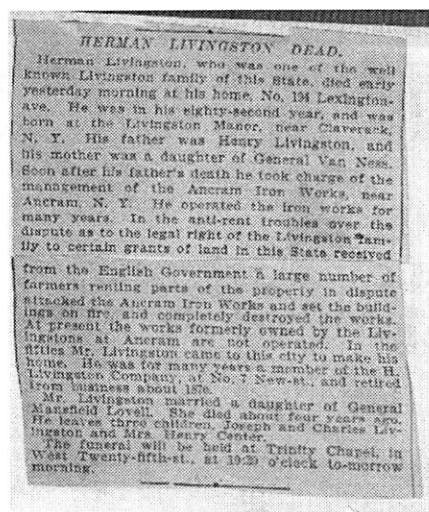 HERMAN LIVINGSTON DEAD.
Herman Livingston, who was one of the well
known Livingston family of this State, died early
yesterday morning at his home, No. 194 Lexington-
ave. He was in his eighty-second year, and was
born at the Livingston Manor, near Claverack,
N. Y. His father was Henry Livingston, and
his mother was a daughter of General Van Ness.
Soon after his father's death he took charge of the
management of the Ancram Iron Works, near
Ancram, N. Y. He operated the iron works for
many years. In the anti-rent troubles over the
dispute as to the legal right of the Livingston fam-
ily to certain grants of land in this State received
from the English Government a large number of
farmers renting parts of the property in dispute
attacked the Ancram Iron Works and set the build-
ings on fire, and completely destroyed the works.
At present the works formerly owned by the Liv-
ingstons at Ancram are not operated. In the
fifties Mr. Livingston came to this city to make his
home. He was for many years a member of the H.
Livingston Company, at No. 7 New-st., and retired
from business about
Mr. Livingston married a daughter of General
Mansfield Lovell. She died about four years ago.
He leaves three children, Joseph and Charles Liv-
ingston and Mrs. Henry Center.
The funeral will be held at Trinity Chapel, in
West Twenty-fifth-st., at o'clock to-morrow
morning.